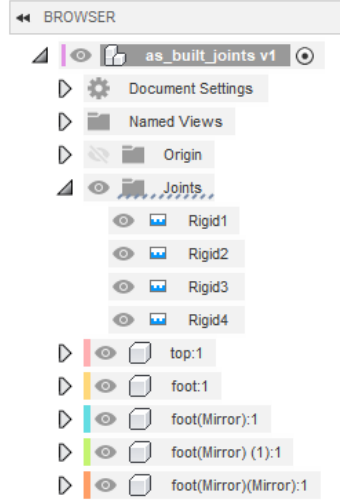 BROWSER
as_built_joints v1
Document Settings
Named Views
Origin
Joints
Rigid1
Rigid2
Rigid3
Rigid4
top:1
foot:1
foot(Mirror):1
foot(Mirror) (1):1
foot(Mirror)(Mirror):1